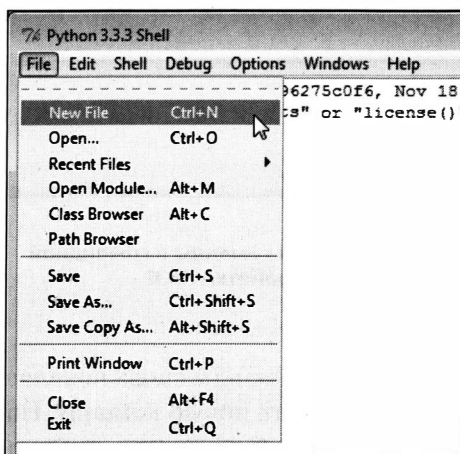 Python 3.3.3 Shell
File Edit Shell Debug Options Windows Help
96275c0f6, Nov 18
ts" or "license()
New File Ctrl+N
Open... Ctrl+O
Recent Files
Open Module... Alt+M
Class Browser Alt+C
Path Browser
Save Ctrl+S
Save As... Ctrl+Shift+S
Save Copy As... Alt+Shift+S
Print Window Ctrl+P
Close Alt+F4
Exit Ctrl+Q